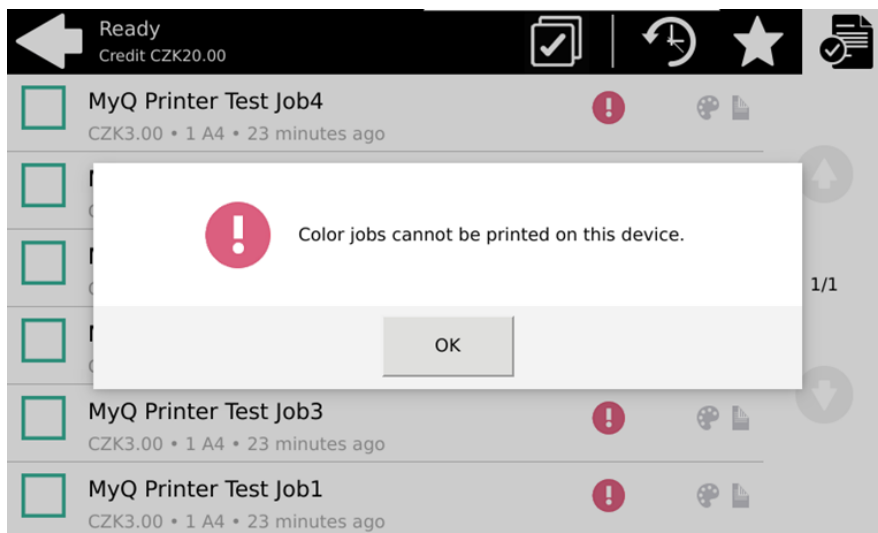 Ready
Credit CZK20.00
MyQ Printer Test Job4
CZK3.00 • 1 A4 • 23 minutes ago
Color jobs cannot be printed on this device.
1/1
OK
MyQ Printer Test Job3
CZK3.00 • 1 A4 • 23 minutes ago
MyQ Printer Test Job1
CZK3.00 • 1 A4 • 23 minutes ago